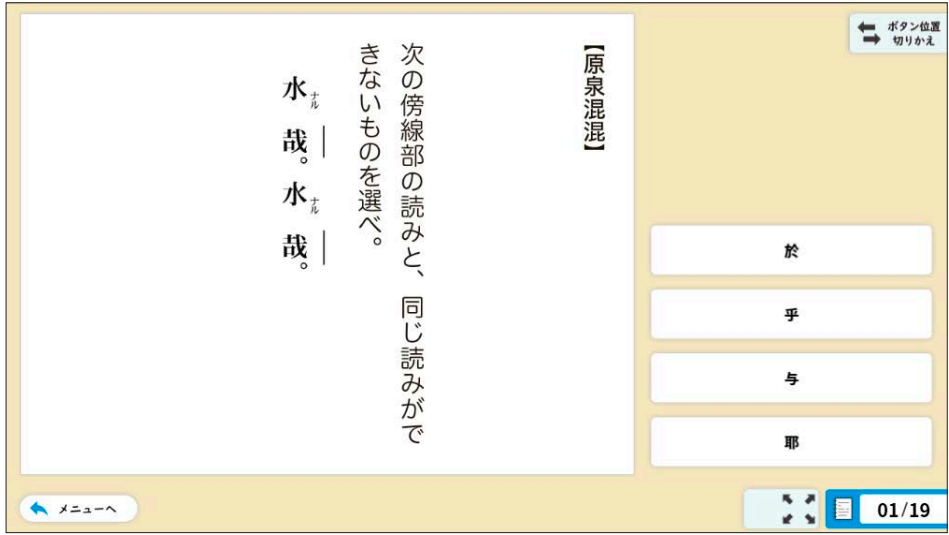 【原泉混混】
次の傍線部の読みと、同じ読みがで
きないものを選べ。
水ナル哉。水ナル哉。
ボタン位置
切りかえ
於
乎
与
耶
メニューへ
01/19